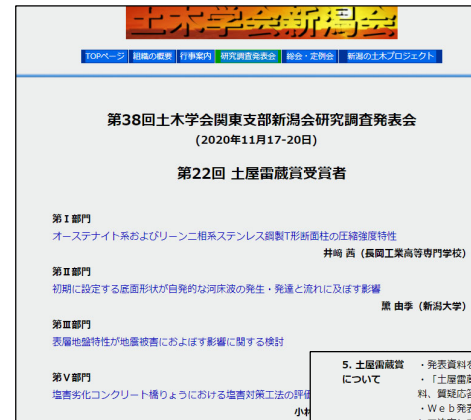 土木学会新潟会
TOPページ 組織の概要 行事案内 研究調査発表会 総会・定例会 新潟の土木プロジェクト
第38回土木学会関東支部新潟会研究調査発表会
(2020年11月17-20日)
第22回 土屋雷蔵賞受賞者
第Ⅰ部門
オーステナイト系およびリーン二相系ステンレス鋼製T形断面柱の圧縮強度特性
井﨑 茜 (長岡工業高等専門学校)
第Ⅱ部門
初期に設定する底面形状が自発的な河床波の発生・発達と流れに及ぼす影響
黨 由季 (新潟大学)
第Ⅲ部門
表層地盤特性が地震被害におよぼす影響に関する検討
第Ⅴ部門
塩害劣化コンクリート橋りょうにおける塩害対策工法の評価
小林
5. 土屋雷蔵賞 ・発表資料を
について ・「土屋雷蔵
料、質疑応答
・Ｗｅｂ発表